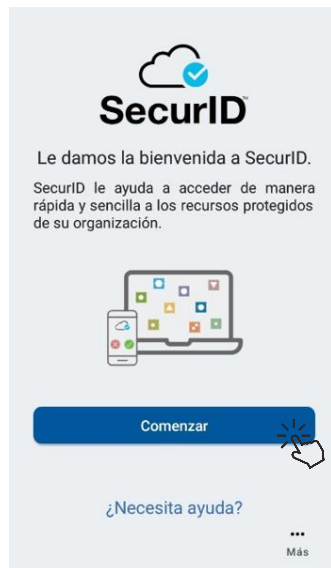 SecurID™
Le damos la bienvenida a SecurID.
SecurID le ayuda a acceder de manera
rápida y sencilla a los recursos protegidos
de su organización.
Comenzar
¿Necesita ayuda?
Más